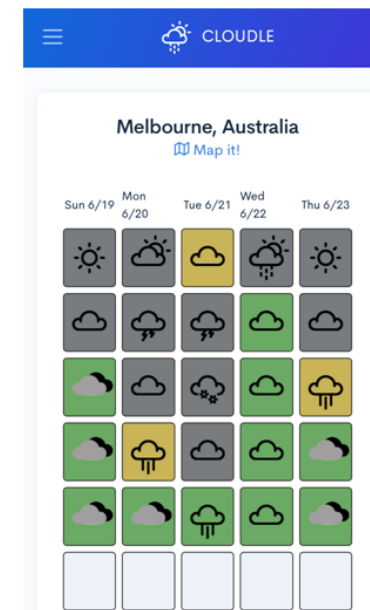 CLOUDLE
Melbourne, Australia
Map it!
Sun 6/19 Mon 6/20 Tue 6/21 Wed 6/22 Thu 6/23